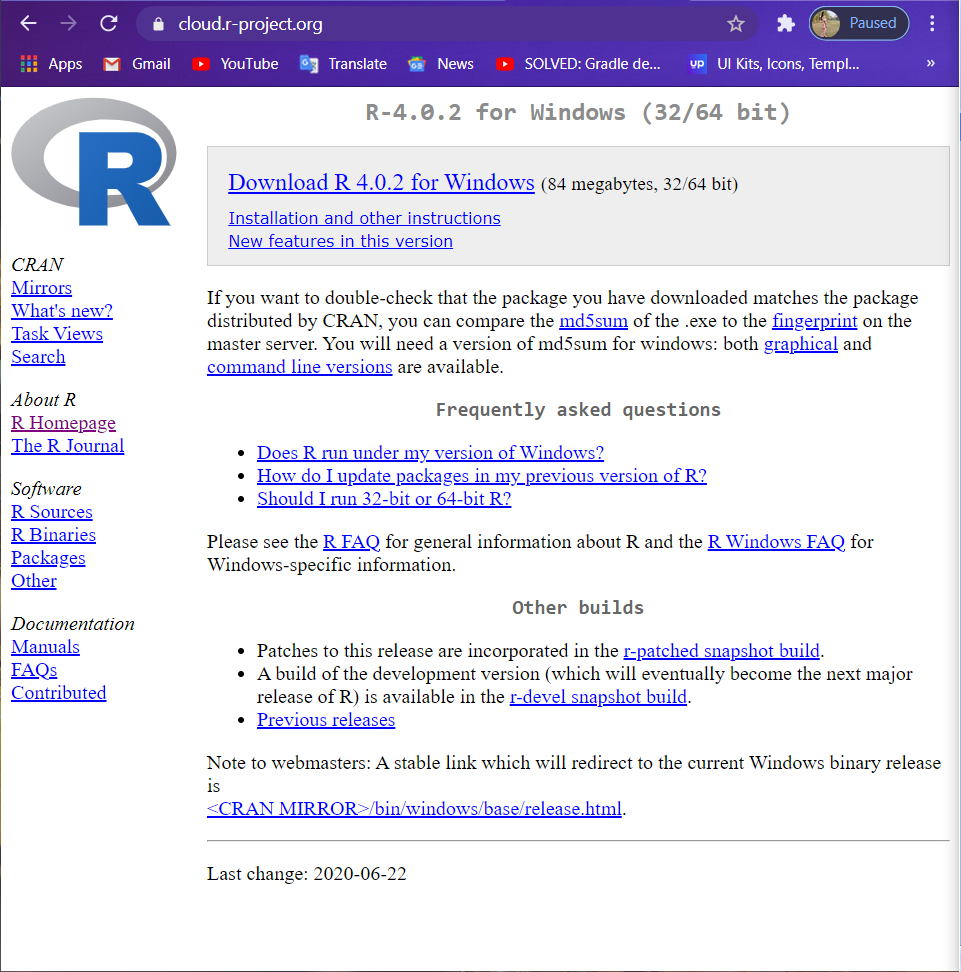 cloud.r-project.org
Paused
Apps
Gmail
YouTube
Translate
News
SOLVED: Gradle de...
up
UI Kits, Icons, Templ...
»
R
R-4.0.2 for Windows (32/64 bit)
Download R 4.0.2 for Windows (84 megabytes, 32/64 bit)
Installation and other instructions
New features in this version
CRAN
Mirrors
What's new?
Task Views
Search
About R
R Homepage
The R Journal
Software
R Sources
R Binaries
Packages
Other
Documentation
Manuals
FAQs
Contributed
If you want to double-check that the package you have downloaded matches the package
distributed by CRAN, you can compare the md5sum of the .exe to the fingerprint on the
master server. You will need a version of md5sum for windows: both graphical and
command line versions are available.
Frequently asked questions
• Does R run under my version of Windows?
• How do I update packages in my previous version of R?
• Should I run 32-bit or 64-bit R?
Please see the R FAQ for general information about R and the R Windows FAQ for
Windows-specific information.
Other builds
• Patches to this release are incorporated in the r-patched snapshot build.
• A build of the development version (which will eventually become the next major
release of R) is available in the r-devel snapshot build.
• Previous releases
Note to webmasters: A stable link which will redirect to the current Windows binary release
is
<CRAN MIRROR>/bin/windows/base/release.html.
Last change: 2020-06-22